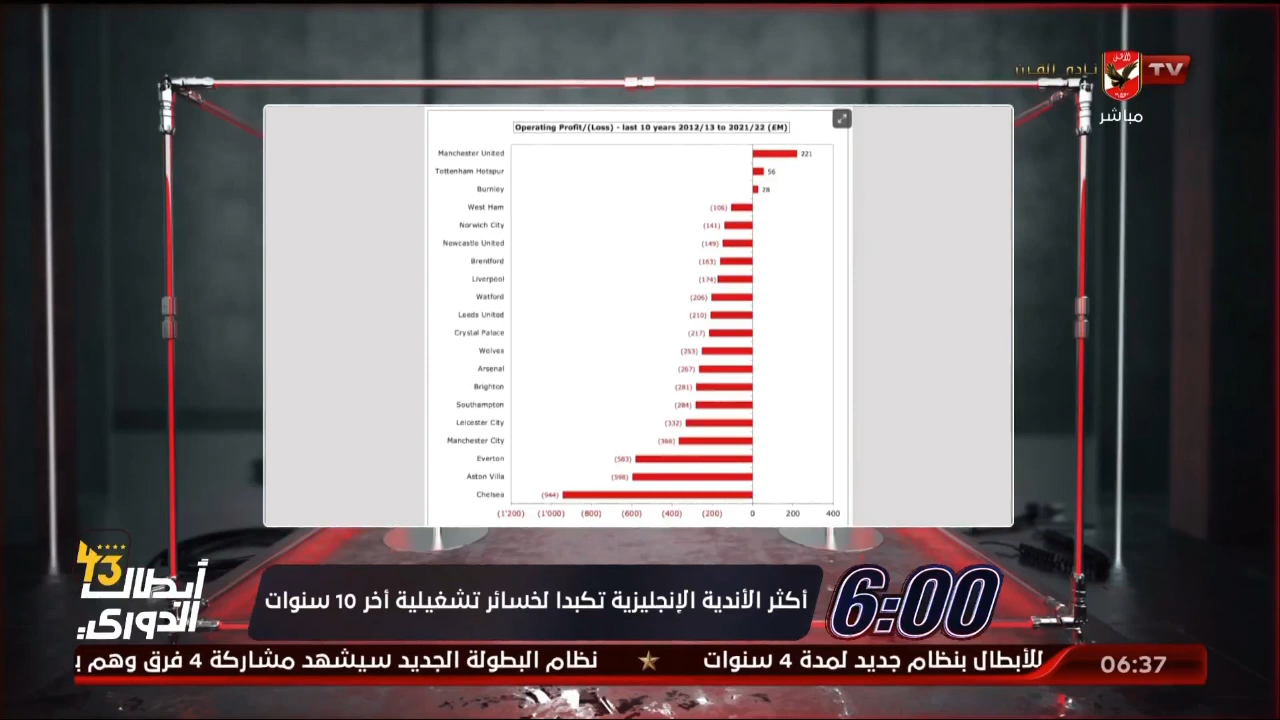 نادي القرن
TV
مباشر
Operating Profit/(Loss) - last 10 years 2012/13 to 2021/22 (£M)
Manchester United 221
Tottenham Hotspur 56
Burnley 28
West Ham (106)
Norwich City (141)
Newcastle United (149)
Brentford (163)
Liverpool (174)
Watford (206)
Leeds United (210)
Crystal Palace (217)
Wolves (253)
Arsenal (267)
Brighton (281)
Southampton (284)
Leicester City (332)
Manchester City (368)
Everton (583)
Aston Villa (598)
Chelsea (944)
(1'200) (1'000) (800) (600) (400) (200) 0 200 400
43
أبطال
الدوري
6:00
أكثر الأندية الإنجليزية تكبدا لخسائر تشغيلية أخر 10 سنوات
06:37
للأبطال بنظام جديد لمدة 4 سنوات ★ نظام البطولة الجديد سيشهد مشاركة 4 فرق وهم